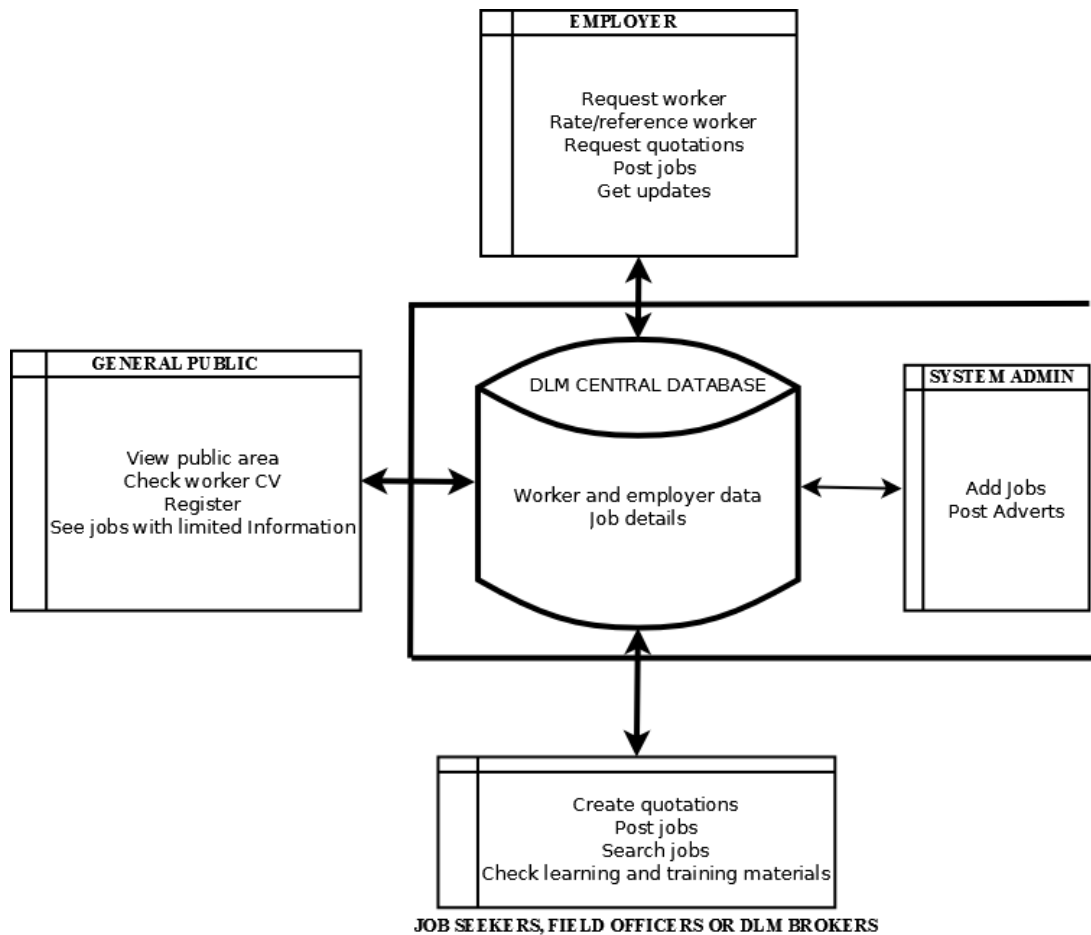 EMPLOYER
Request worker
Rate/reference worker
Request quotations
Post jobs
Get updates
GENERAL PUBLIC
View public area
Check worker CV
Register
See jobs with limited Information
DLM CENTRAL DATABASE
Worker and employer data
Job details
SYSTEM ADMIN
Add Jobs
Post Adverts
Create quotations
Post jobs
Search jobs
Check learning and training materials
JOB SEEKERS, FIELD OFFICERS OR DLM BROKERS